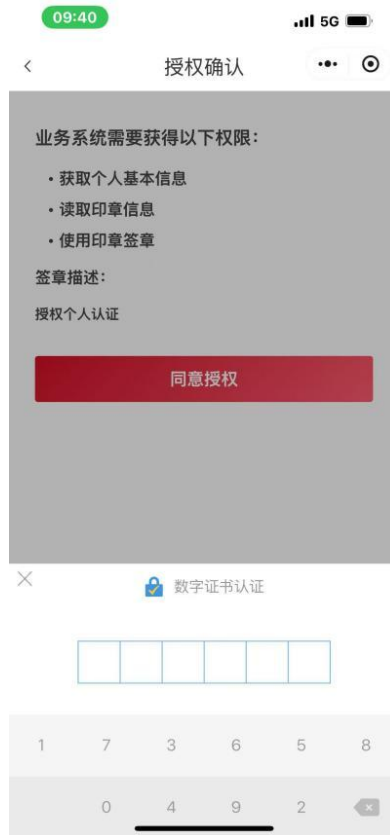 09:40
5G
授权确认
业务系统需要获得以下权限：
• 获取个人基本信息
• 读取印章信息
• 使用印章签章
签章描述：
授权个人认证
同意授权
数字证书认证
1 7 3 6 5 8
0 4 9 2